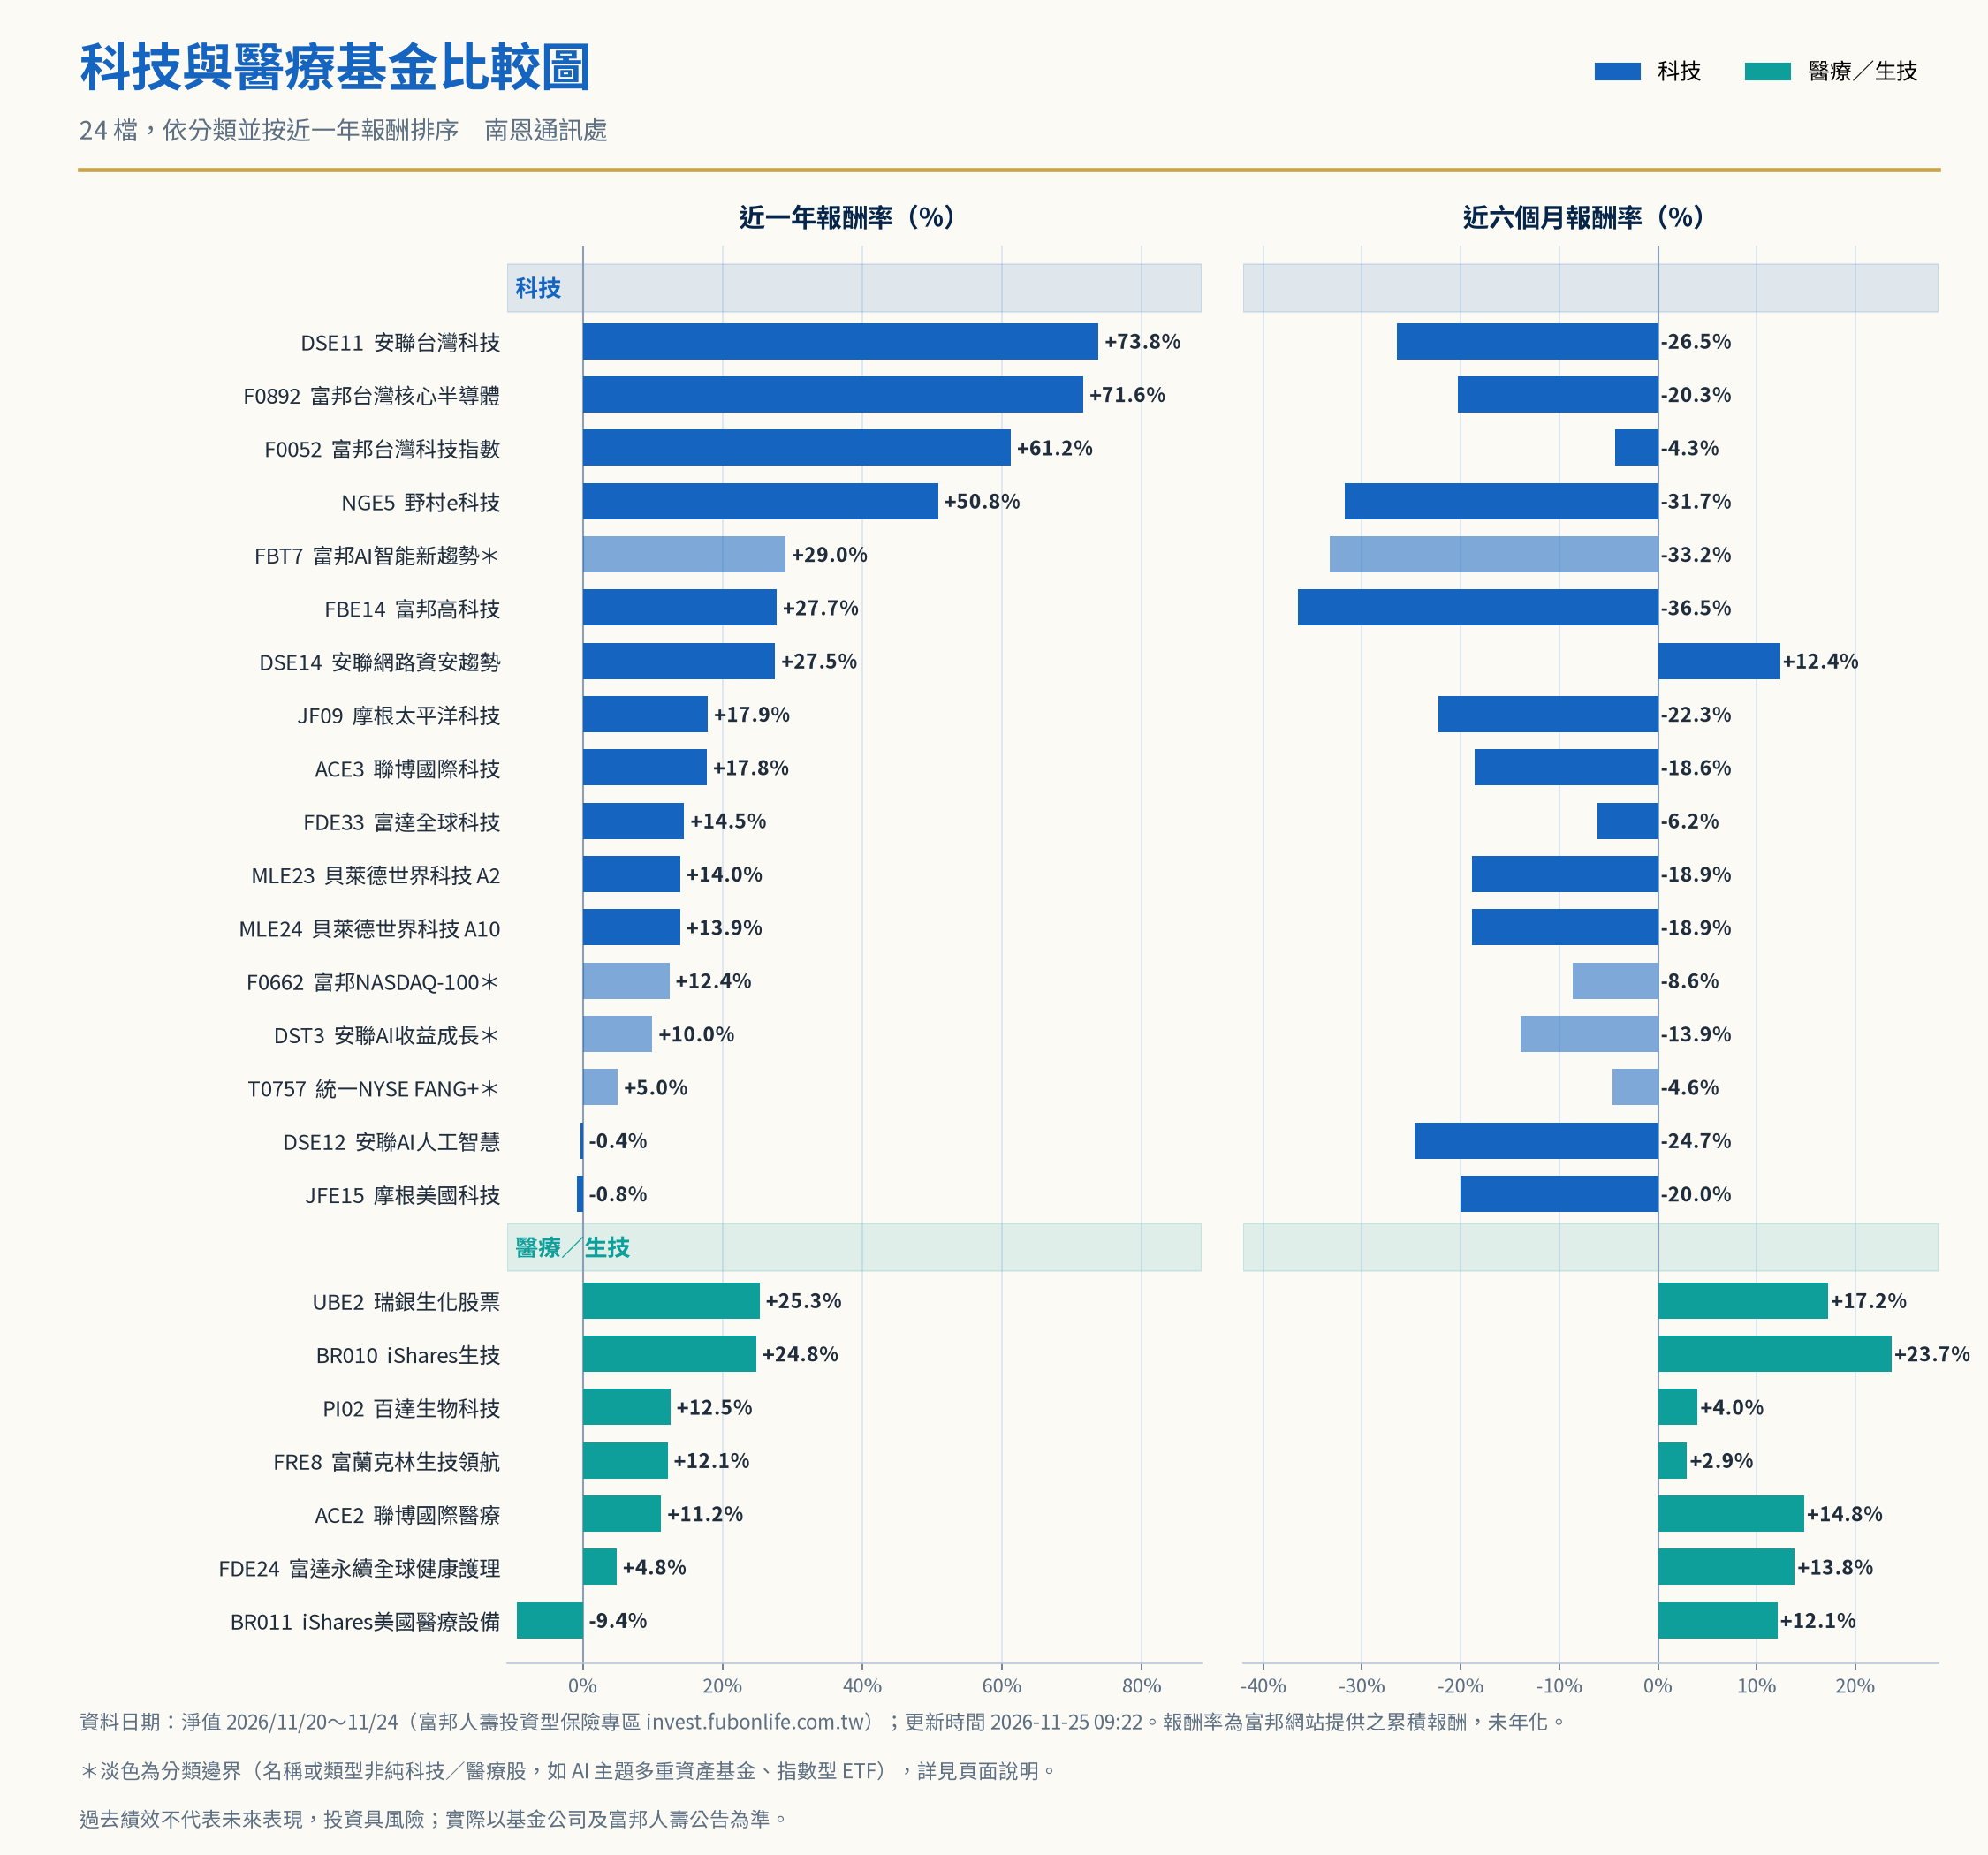 科技與醫療基金比較圖
科技
醫療／生技
24 檔，依分類並按近一年報酬排序　南恩通訊處
近一年報酬率（%）
近六個月報酬率（%）
科技
DSE11 安聯台灣科技 +73.8% -26.5%
F0892 富邦台灣核心半導體 +71.6% -20.3%
F0052 富邦台灣科技指數 +61.2% -4.3%
NGE5 野村e科技 +50.8% -31.7%
FBT7 富邦AI智能新趨勢＊ +29.0% -33.2%
FBE14 富邦高科技 +27.7% -36.5%
DSE14 安聯網路資安趨勢 +27.5% +12.4%
JF09 摩根太平洋科技 +17.9% -22.3%
ACE3 聯博國際科技 +17.8% -18.6%
FDE33 富達全球科技 +14.5% -6.2%
MLE23 貝萊德世界科技 A2 +14.0% -18.9%
MLE24 貝萊德世界科技 A10 +13.9% -18.9%
F0662 富邦NASDAQ-100＊ +12.4% -8.6%
DST3 安聯AI收益成長＊ +10.0% -13.9%
T0757 統一NYSE FANG+＊ +5.0% -4.6%
DSE12 安聯AI人工智慧 -0.4% -24.7%
JFE15 摩根美國科技 -0.8% -20.0%
醫療／生技
UBE2 瑞銀生化股票 +25.3% +17.2%
BR010 iShares生技 +24.8% +23.7%
PI02 百達生物科技 +12.5% +4.0%
FRE8 富蘭克林生技領航 +12.1% +2.9%
ACE2 聯博國際醫療 +11.2% +14.8%
FDE24 富達永續全球健康護理 +4.8% +13.8%
BR011 iShares美國醫療設備 -9.4% +12.1%
0% 20% 40% 60% 80% -40% -30% -20% -10% 0% 10% 20%
資料日期：淨值 2026/11/20～11/24（富邦人壽投資型保險專區 invest.fubonlife.com.tw）；更新時間 2026-11-25 09:22。報酬率為富邦網站提供之累積報酬，未年化。
＊淡色為分類邊界（名稱或類型非純科技／醫療股，如 AI 主題多重資產基金、指數型 ETF），詳見頁面說明。
過去績效不代表未來表現，投資具風險；實際以基金公司及富邦人壽公告為準。